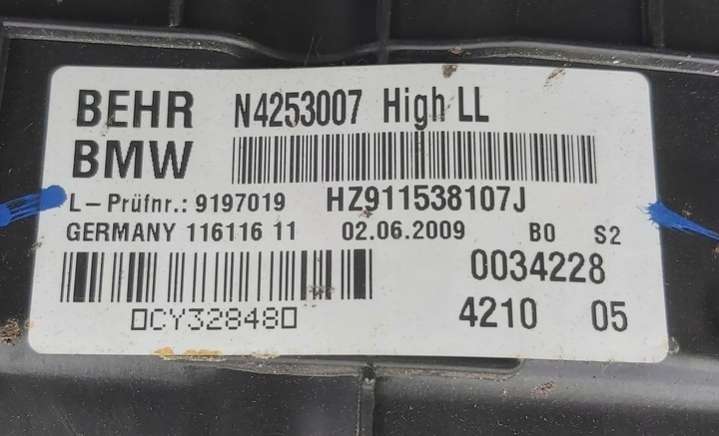 BEHR N4253007 High LL
BMW
L-Prüfnr.: 9197019 HZ911538107J
GERMANY 116116 11 02.06.2009 B0 S2
0034228
0CY328480 4210 05